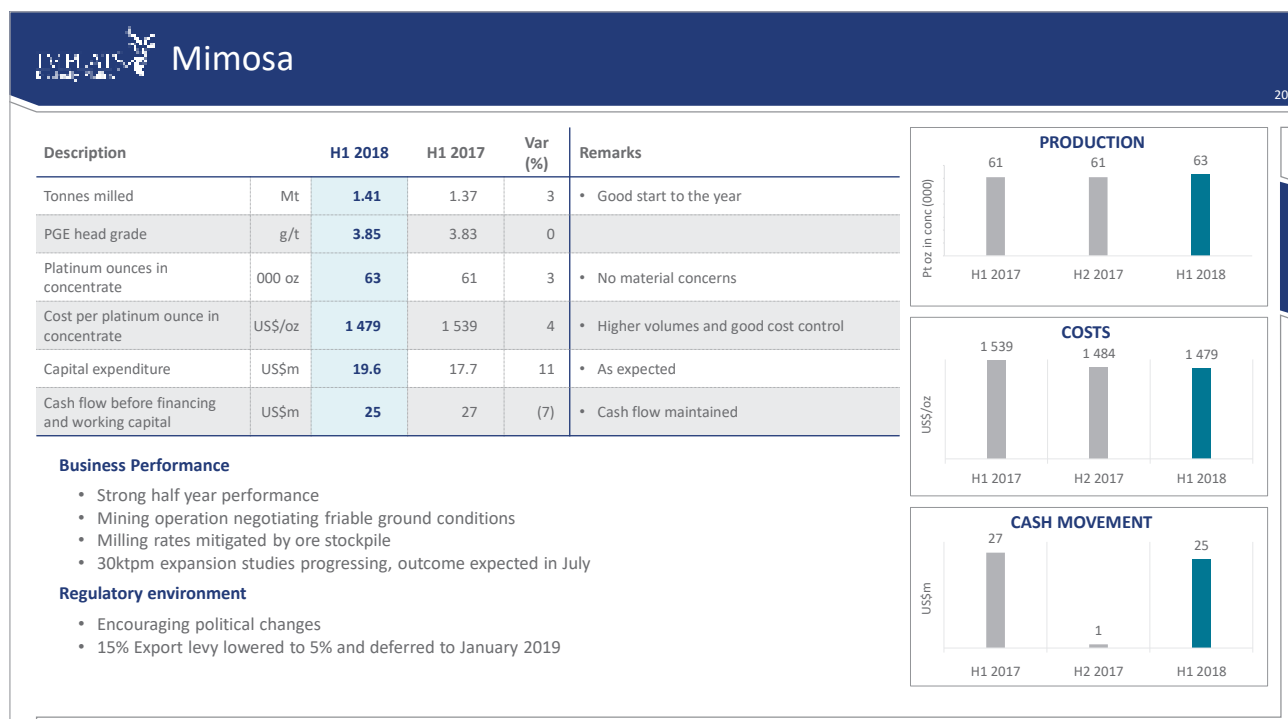 Mimosa
20
Description H1 2018 H1 2017 Var (%) Remarks
Tonnes milled Mt 1.41 1.37 3 • Good start to the year
PGE head grade g/t 3.85 3.83 0
Platinum ounces in
concentrate 000 oz 63 61 3 • No material concerns
Cost per platinum ounce in
concentrate US$/oz 1 479 1 539 4 • Higher volumes and good cost control
Capital expenditure US$m 19.6 17.7 11 • As expected
Cash flow before financing
and working capital US$m 25 27 (7) • Cash flow maintained
Business Performance
• Strong half year performance
• Mining operation negotiating friable ground conditions
• Milling rates mitigated by ore stockpile
• 30ktpm expansion studies progressing, outcome expected in July
Regulatory environment
• Encouraging political changes
• 15% Export levy lowered to 5% and deferred to January 2019
PRODUCTION
61 61 63
Pt oz in conc (000)
H1 2017 H2 2017 H1 2018
COSTS
1 539 1 484 1 479
US$/oz
H1 2017 H2 2017 H1 2018
CASH MOVEMENT
27 1 25
US$m
H1 2017 H2 2017 H1 2018